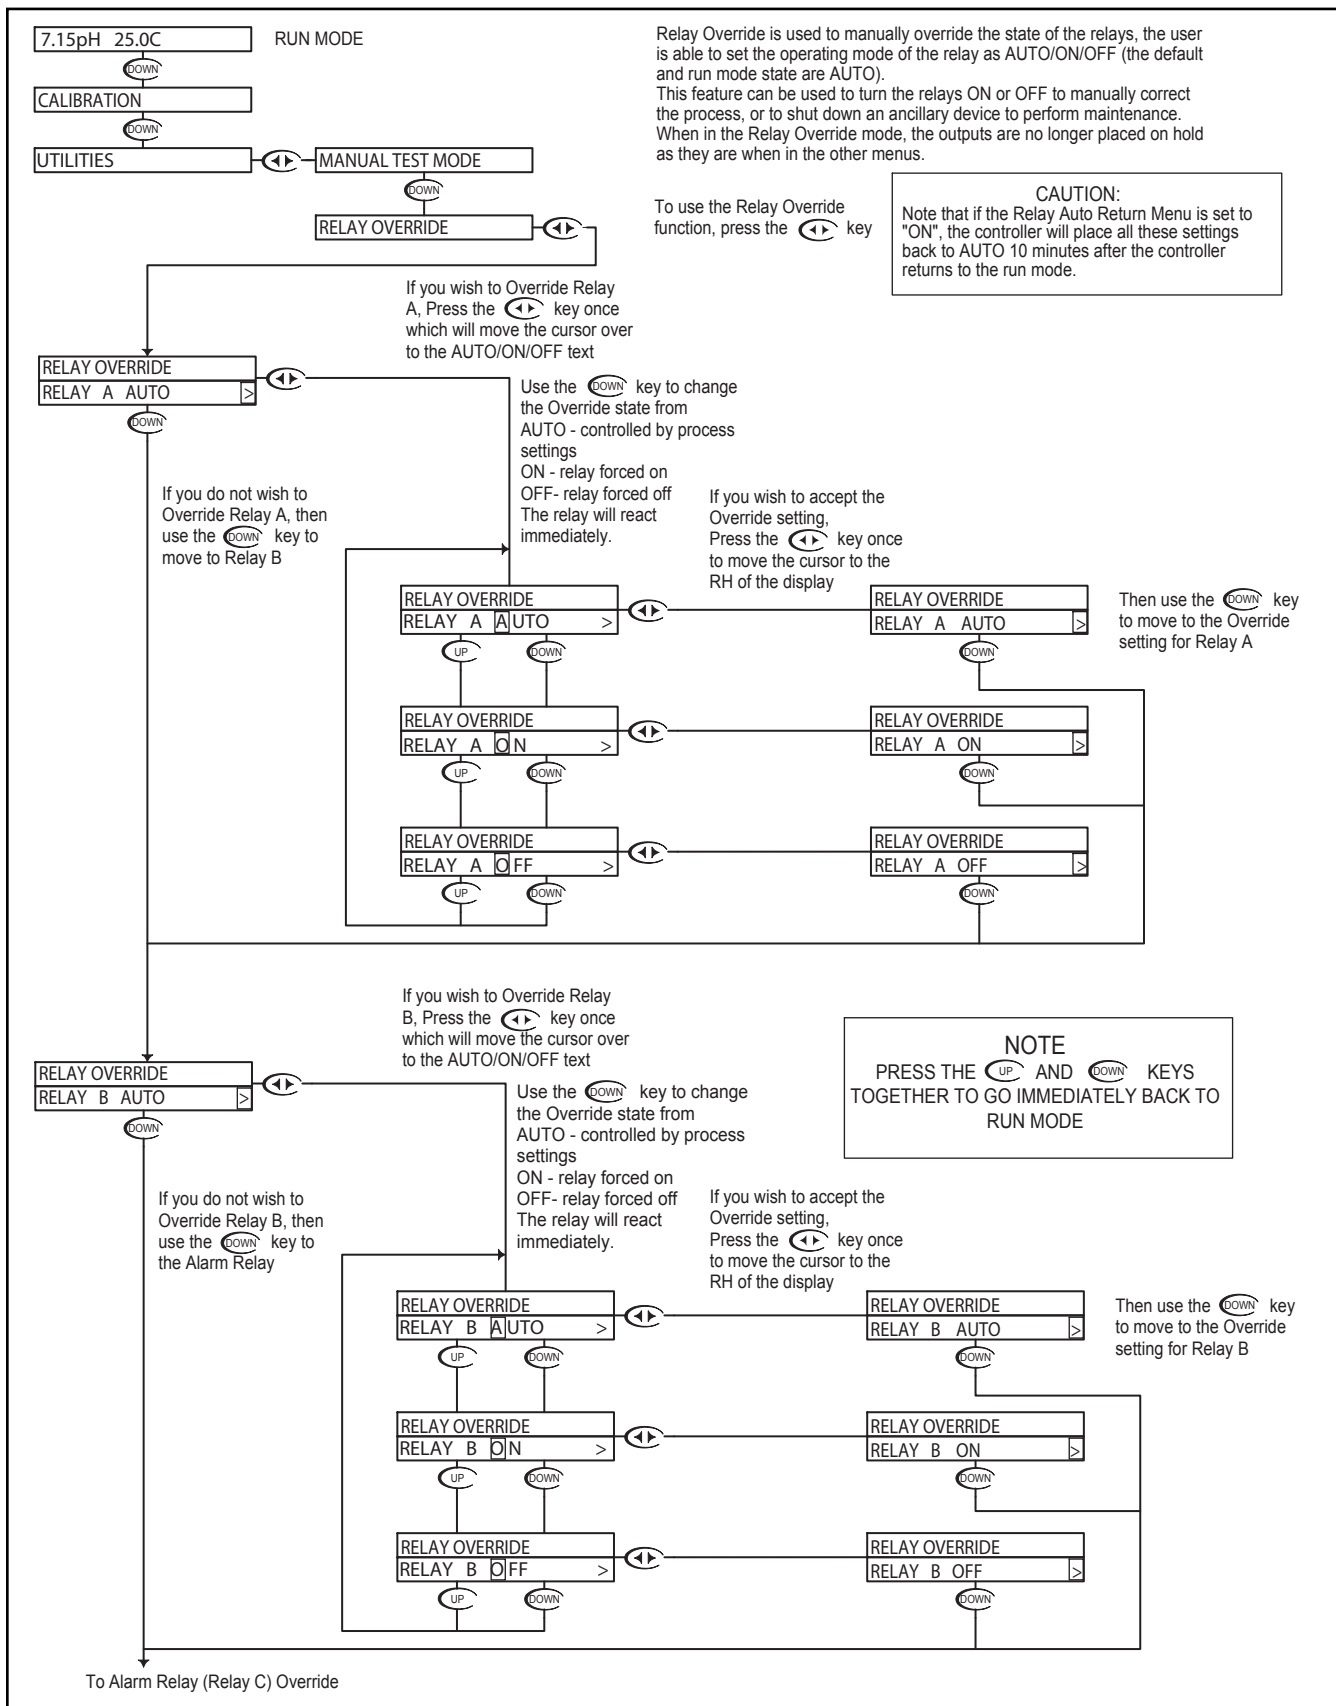 7.15pH 25.0C
RUN MODE
DOWN
CALIBRATION
DOWN
UTILITIES
MANUAL TEST MODE
DOWN
RELAY OVERRIDE
Relay Override is used to manually override the state of the relays, the user
is able to set the operating mode of the relay as AUTO/ON/OFF (the default
and run mode state are AUTO).
This feature can be used to turn the relays ON or OFF to manually correct
the process, or to shut down an ancillary device to perform maintenance.
When in the Relay Override mode, the outputs are no longer placed on hold
as they are when in the other menus.
To use the Relay Override
function, press the key
CAUTION:
Note that if the Relay Auto Return Menu is set to
"ON", the controller will place all these settings
back to AUTO 10 minutes after the controller
returns to the run mode.
If you wish to Override Relay
A, Press the key once
which will move the cursor over
to the AUTO/ON/OFF text
RELAY OVERRIDE
RELAY A AUTO >
DOWN
Use the DOWN key to change
the Override state from
AUTO - controlled by process
settings
ON - relay forced on
OFF- relay forced off
The relay will react
immediately.
If you do not wish to
Override Relay A, then
use the DOWN key to
move to Relay B
If you wish to accept the
Override setting,
Press the key once
to move the cursor to the
RH of the display
RELAY OVERRIDE
RELAY A AUTO >
UP DOWN
RELAY OVERRIDE
RELAY A AUTO >
DOWN
Then use the DOWN key
to move to the Override
setting for Relay A
RELAY OVERRIDE
RELAY A ON >
UP DOWN
RELAY OVERRIDE
RELAY A ON >
DOWN
RELAY OVERRIDE
RELAY A OFF >
UP DOWN
RELAY OVERRIDE
RELAY A OFF >
DOWN
If you wish to Override Relay
B, Press the key once
which will move the cursor over
to the AUTO/ON/OFF text
NOTE
PRESS THE UP AND DOWN KEYS
TOGETHER TO GO IMMEDIATELY BACK TO
RUN MODE
RELAY OVERRIDE
RELAY B AUTO >
DOWN
Use the DOWN key to change
the Override state from
AUTO - controlled by process
settings
ON - relay forced on
OFF- relay forced off
The relay will react
immediately.
If you do not wish to
Override Relay B, then
use the DOWN key to
the Alarm Relay
If you wish to accept the
Override setting,
Press the key once
to move the cursor to the
RH of the display
RELAY OVERRIDE
RELAY B AUTO >
UP DOWN
RELAY OVERRIDE
RELAY B AUTO >
DOWN
Then use the DOWN key
to move to the Override
setting for Relay B
RELAY OVERRIDE
RELAY B ON >
UP DOWN
RELAY OVERRIDE
RELAY B ON >
DOWN
RELAY OVERRIDE
RELAY B OFF >
UP DOWN
RELAY OVERRIDE
RELAY B OFF >
DOWN
To Alarm Relay (Relay C) Override